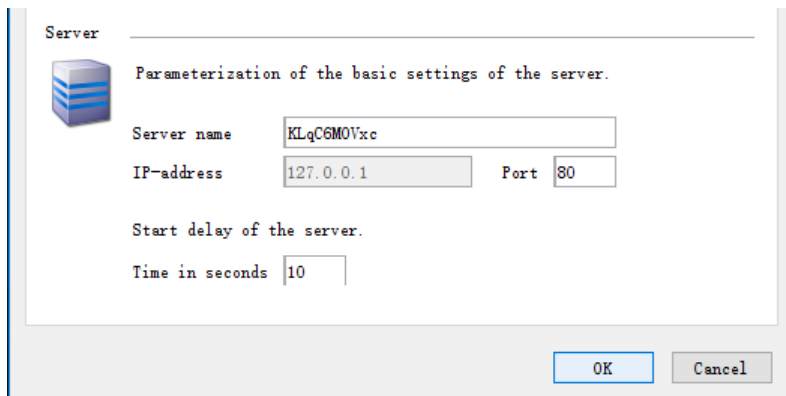 Server
Parameterization of the basic settings of the server.
Server name KLqC6M0Vxc
IP-address 127.0.0.1 Port 80
Start delay of the server.
Time in seconds 10
OK Cancel